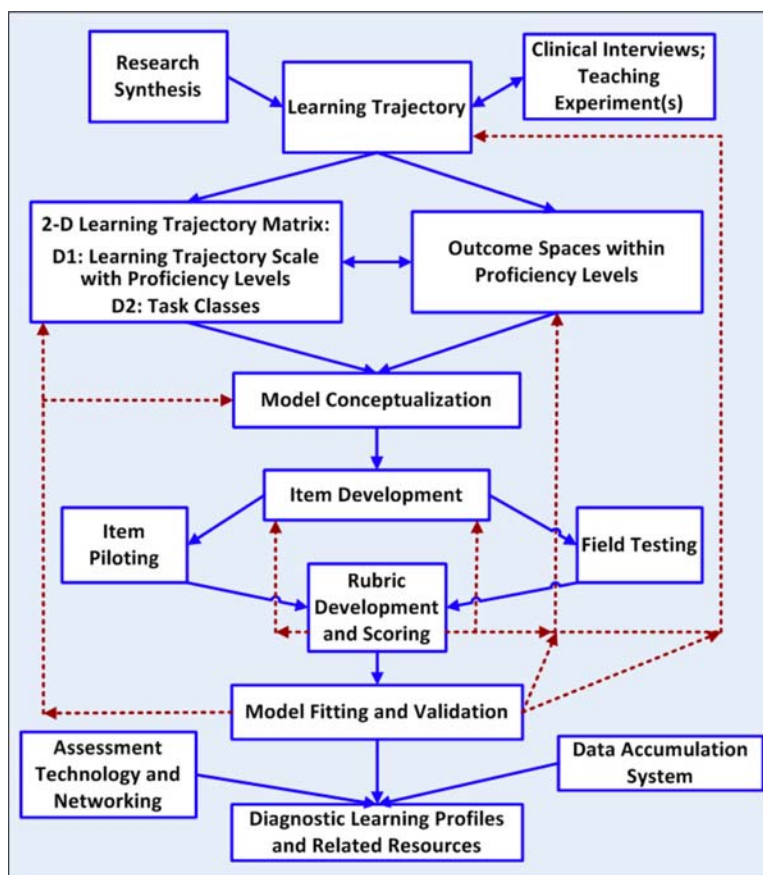 Research
Synthesis
Learning Trajectory
Clinical Interviews;
Teaching
Experiment(s)
2-D Learning Trajectory Matrix:
D1: Learning Trajectory Scale
with Proficiency Levels
D2: Task Classes
Outcome Spaces within
Proficiency Levels
Model Conceptualization
Item Development
Item
Piloting
Field Testing
Rubric
Development
and Scoring
Model Fitting and Validation
Assessment
Technology and
Networking
Data Accumulation
System
Diagnostic Learning Profiles
and Related Resources